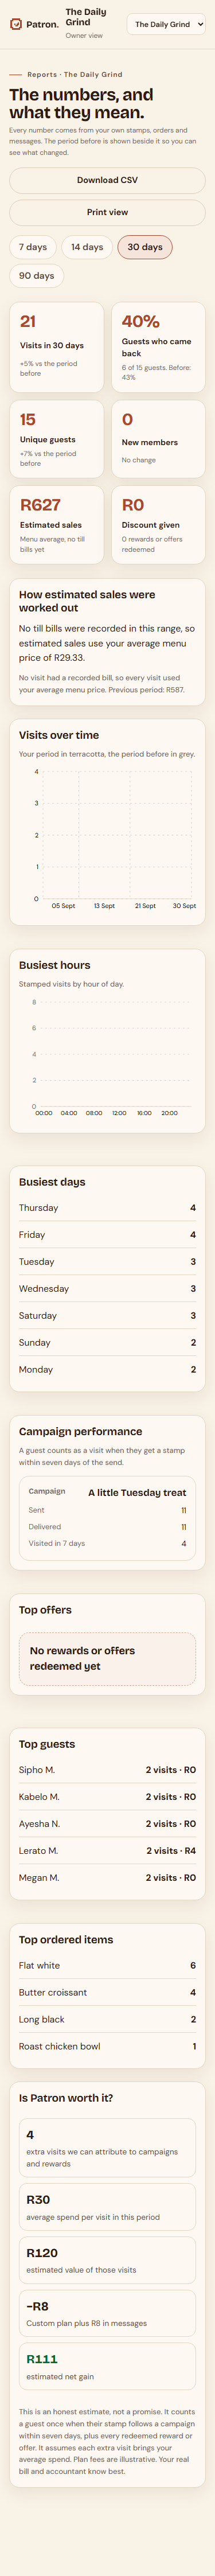 Patron.
The Daily
Grind
Owner view
The Daily Grind
Reports · The Daily Grind
The numbers, and
what they mean.
Every number comes from your own stamps, orders and
messages. The period before is shown beside it so you can
see what changed.
Download CSV
Print view
7 days
14 days
30 days
90 days
21
Visits in 30 days
+5% vs the period
before
40%
Guests who came
back
6 of 15 guests. Before:
43%
15
Unique guests
+7% vs the period
before
0
New members
No change
R627
Estimated sales
Menu average, no till
bills yet
R0
Discount given
0 rewards or offers
redeemed
How estimated sales were
worked out
No till bills were recorded in this range, so
estimated sales use your average menu
price of R29.33.
No visit had a recorded bill, so every visit used
your average menu price. Previous period: R587.
Visits over time
Your period in terracotta, the period before in grey.
4
3
2
1
0
05 Sept
13 Sept
21 Sept
30 Sept
Busiest hours
Stamped visits by hour of day.
8
6
4
2
0
00:00
04:00
08:00
12:00
16:00
20:00
Busiest days
Thursday 4
Friday 4
Tuesday 3
Wednesday 3
Saturday 3
Sunday 2
Monday 2
Campaign performance
A guest counts as a visit when they get a stamp
within seven days of the send.
Campaign A little Tuesday treat
Sent 11
Delivered 11
Visited in 7 days 4
Top offers
No rewards or offers
redeemed yet
Top guests
Sipho M. 2 visits · R0
Kabelo M. 2 visits · R0
Ayesha N. 2 visits · R0
Lerato M. 2 visits · R4
Megan M. 2 visits · R0
Top ordered items
Flat white 6
Butter croissant 4
Long black 2
Roast chicken bowl 1
Is Patron worth it?
4
extra visits we can attribute to campaigns
and rewards
R30
average spend per visit in this period
R120
estimated value of those visits
−R8
Custom plan plus R8 in messages
R111
estimated net gain
This is an honest estimate, not a promise. It counts
a guest once when their stamp follows a campaign
within seven days, plus every redeemed reward or
offer. It assumes each extra visit brings your
average spend. Plan fees are illustrative. Your real
bill and accountant know best.